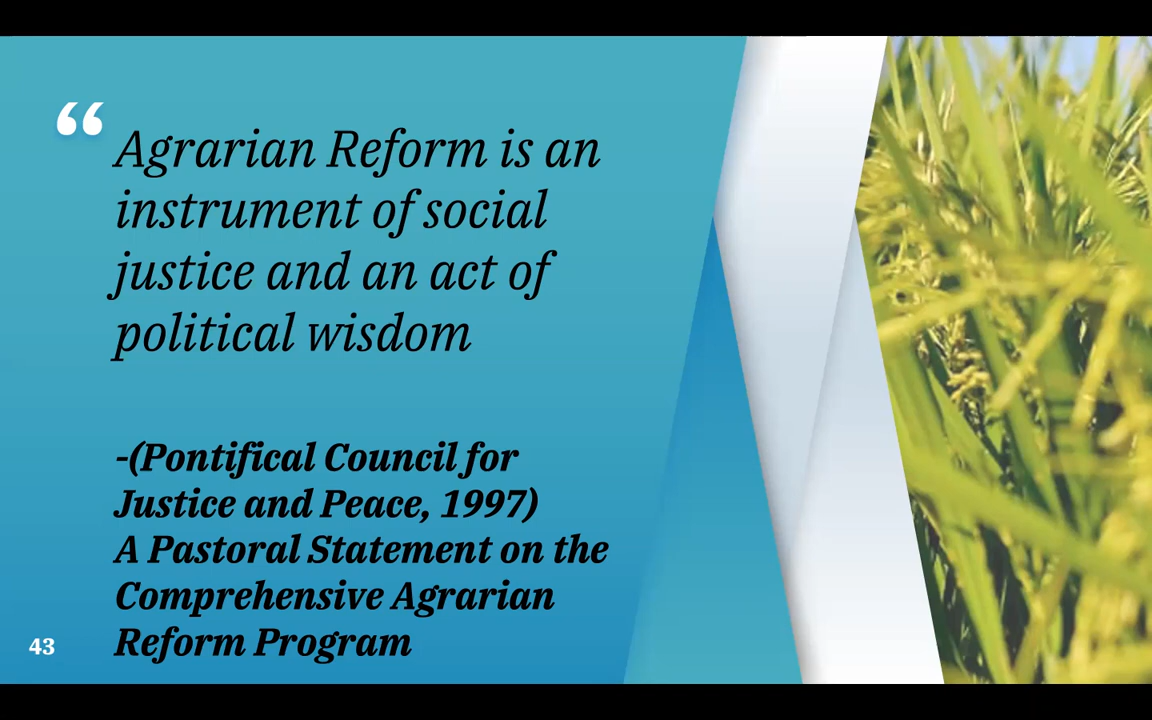 “
Agrarian Reform is an
instrument of social
justice and an act of
political wisdom
-(Pontifical Council for
Justice and Peace, 1997)
A Pastoral Statement on the
Comprehensive Agrarian
Reform Program
43